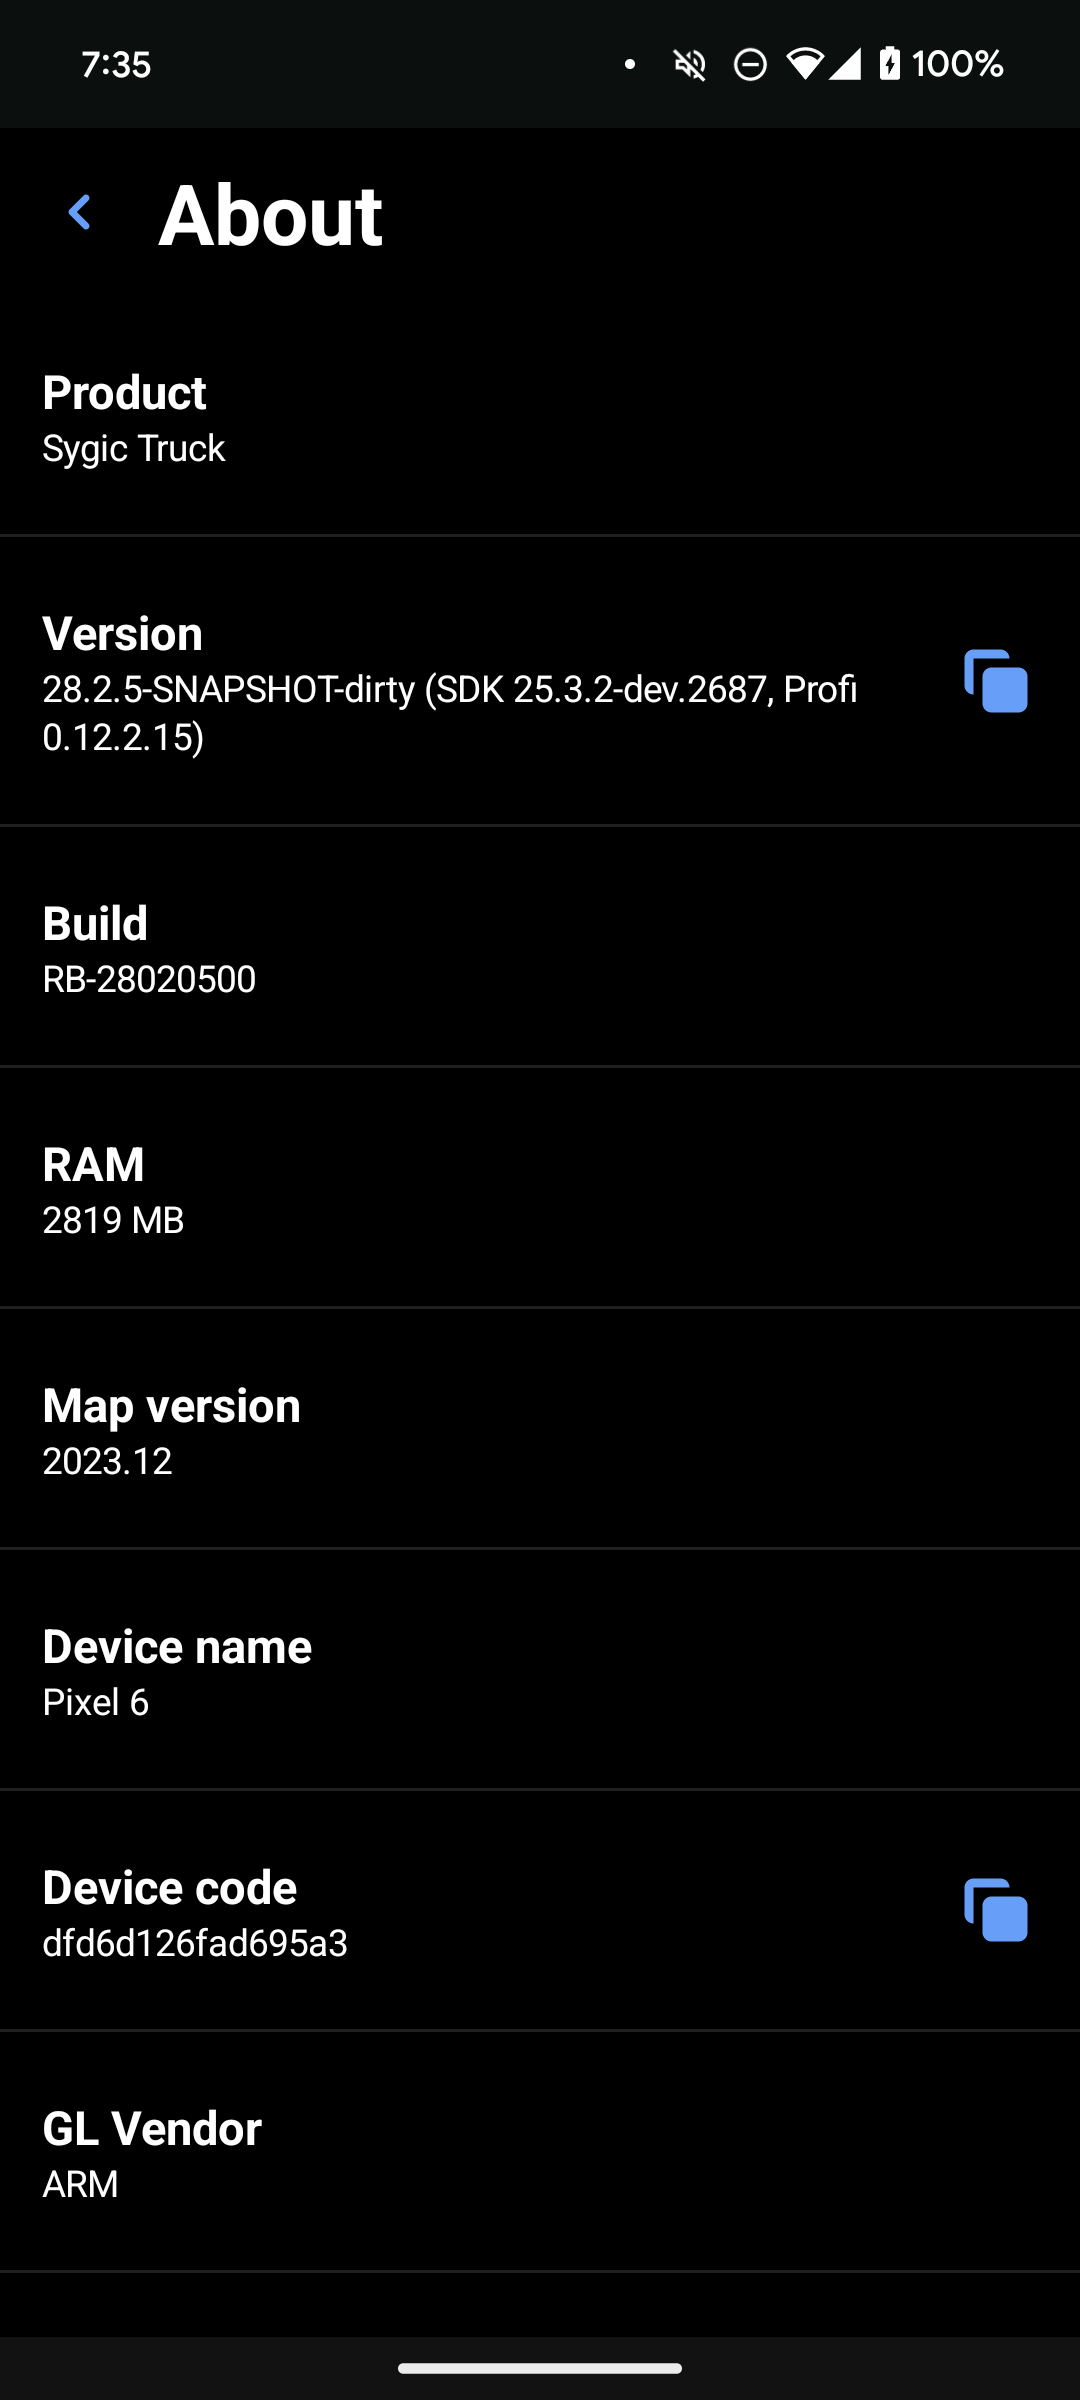 7:35
100%
About
Product
Sygic Truck
Version
28.2.5-SNAPSHOT-dirty (SDK 25.3.2-dev.2687, Profi
0.12.2.15)
Build
RB-28020500
RAM
2819 MB
Map version
2023.12
Device name
Pixel 6
Device code
dfd6d126fad695a3
GL Vendor
ARM